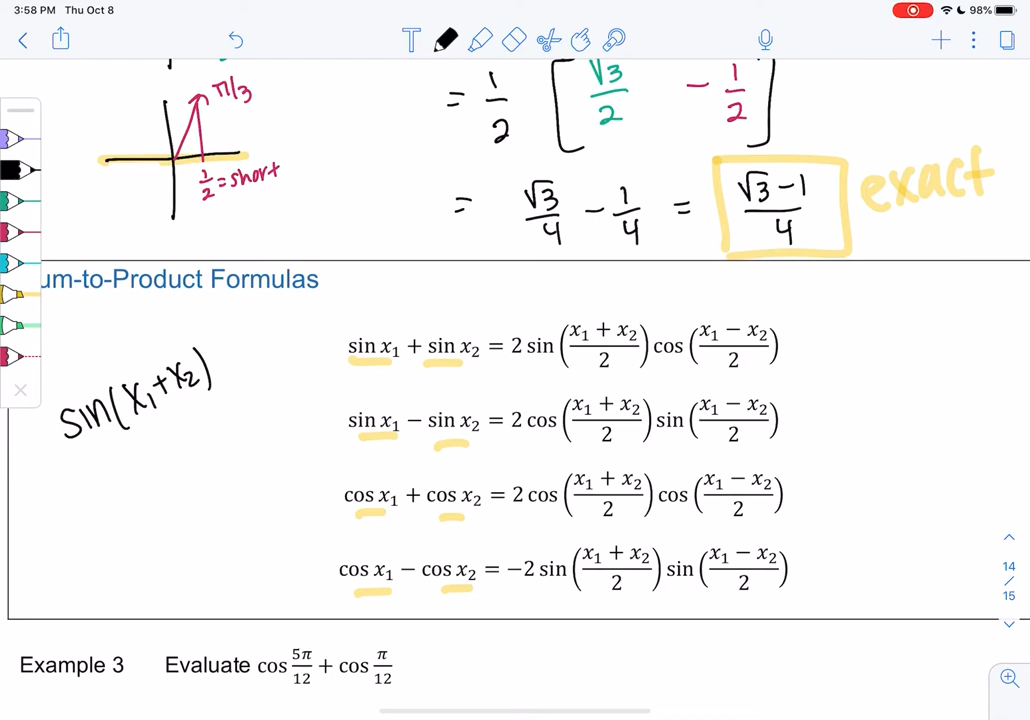 3:58 PM Thu Oct 8
98%
T
= 1/2 [ √3/2 − 1/2 ]
π/3
1/2 = short
= √3/4 − 1/4 = (√3 − 1)/4 exact
um-to-Product Formulas
sin x₁ + sin x₂ = 2 sin((x₁ + x₂)/2) cos((x₁ − x₂)/2)
sin(x₁+x₂)
sin x₁ − sin x₂ = 2 cos((x₁ + x₂)/2) sin((x₁ − x₂)/2)
cos x₁ + cos x₂ = 2 cos((x₁ + x₂)/2) cos((x₁ − x₂)/2)
cos x₁ − cos x₂ = −2 sin((x₁ + x₂)/2) sin((x₁ − x₂)/2)
14
/
15
Example 3 Evaluate cos 5π/12 + cos π/12